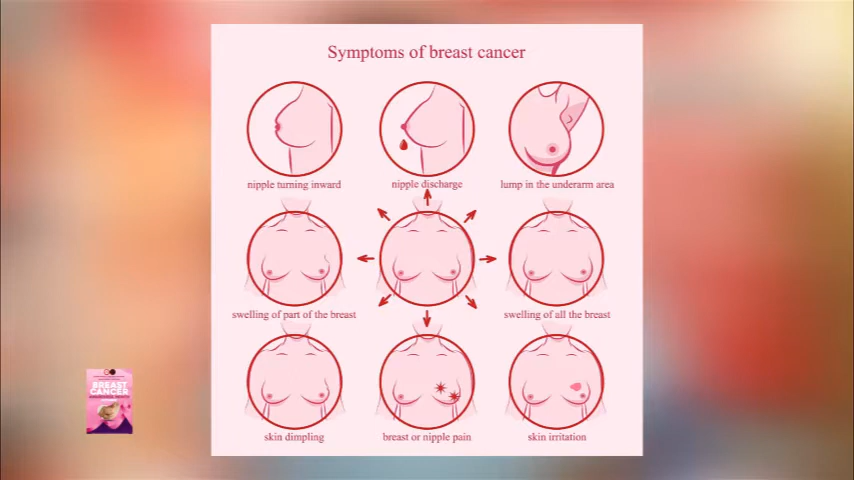 Symptoms of breast cancer
nipple turning inward
nipple discharge
lump in the underarm area
swelling of part of the breast
swelling of all the breast
skin dimpling
breast or nipple pain
skin irritation
BREAST
CANCER